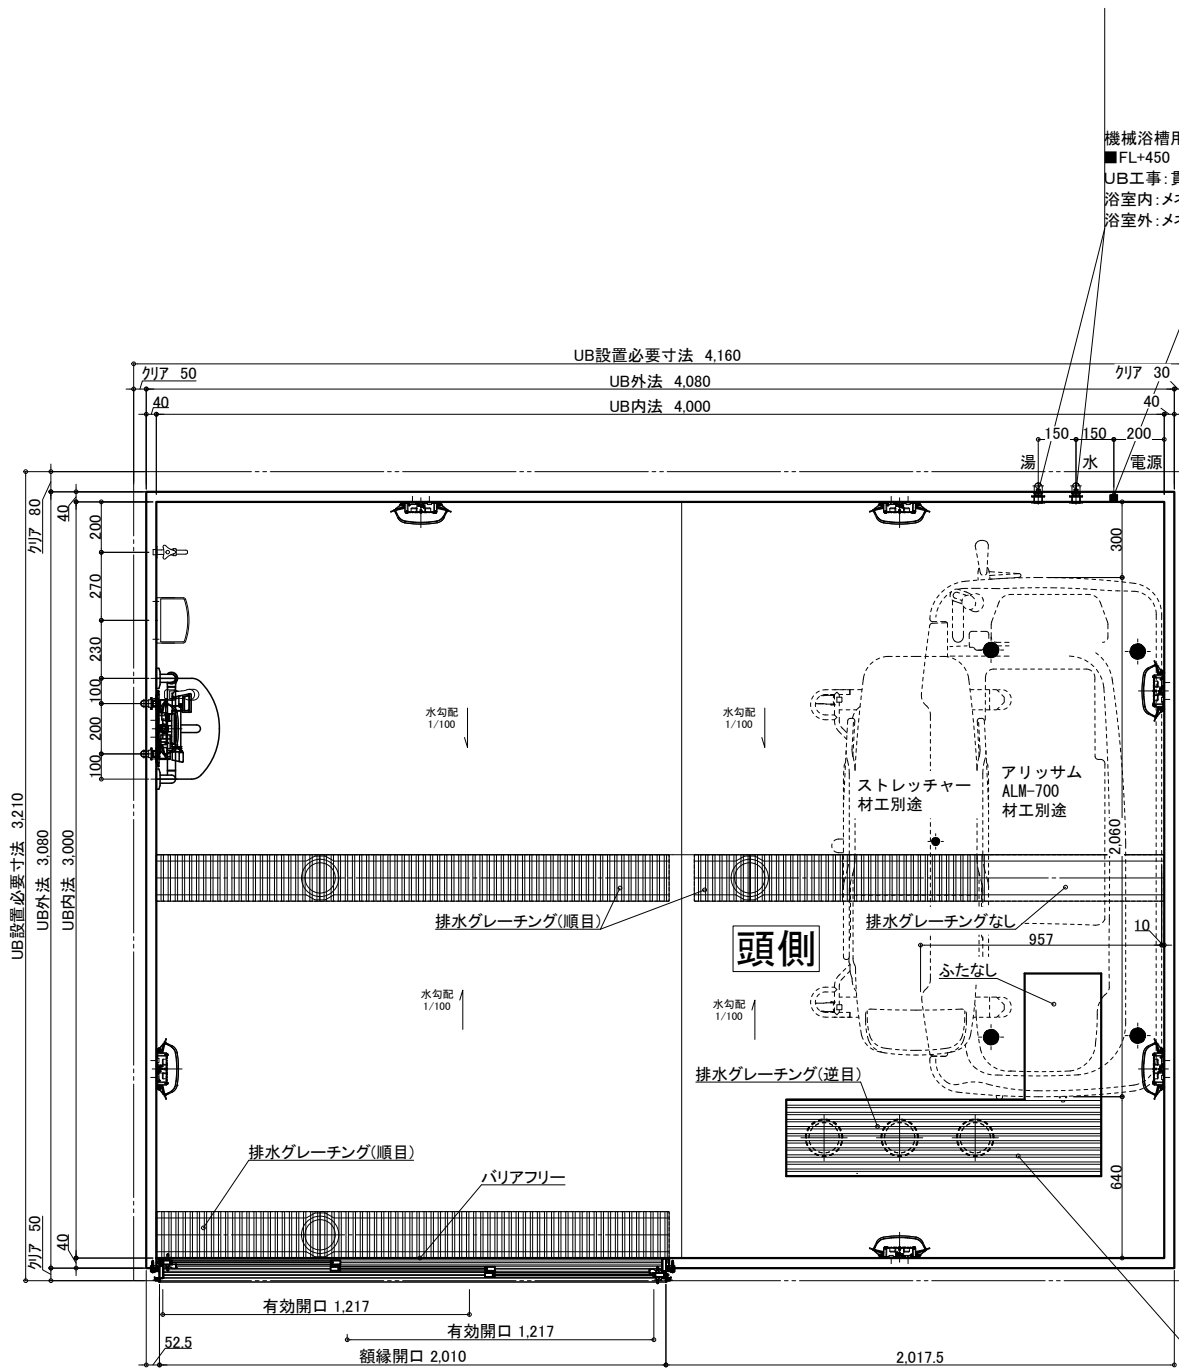 機械浴槽用
■FL+450
UB工事:貫
浴室内:メネ
浴室外:メネ
UB設置必要寸法 4,160
クリア 50
UB外法 4,080
クリア 30
40
UB内法 4,000
40
150
150
200
湯
水
電源
クリア 80
40
200
270
230
100
200
100
300
UB設置必要寸法 3,210
UB外法 3,080
UB内法 3,000
水勾配
1/100
水勾配
1/100
ストレッチャー
材工別途
アリッサム
ALM-700
材工別途
2,060
排水グレーチング(順目)
排水グレーチングなし
頭側
957
10
ふたなし
水勾配
1/100
水勾配
1/100
排水グレーチング(逆目)
排水グレーチング(順目)
バリアフリー
640
クリア 50
40
有効開口 1,217
有効開口 1,217
52.5
額縁開口 2,010
2,017.5